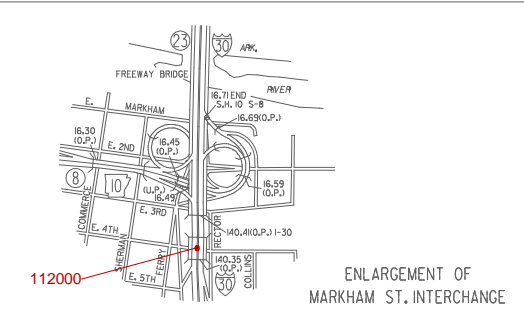 23
30
ARK.
FREEWAY BRIDGE
RIVER
16.71 END
S.H. 10 S-8
E. MARKHAM
16.69(O.P.)
16.30
(O.P.)
E. 2ND
16.45
(O.P.)
8
10
(U.P.)
16.49
16.59
(O.P.)
COMMERCE
E. 3RD
E. 4TH
SHERMAN
FERRY
RECTOR
140.41(O.P.) I-30
COLLINS
E. 5TH
140.35
(O.P.)
30
112000
ENLARGEMENT OF
MARKHAM ST. INTERCHANGE